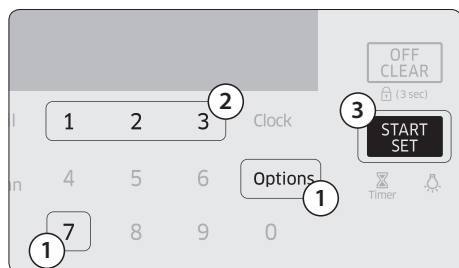 OFF
CLEAR
(3 sec)
2
3
1 2 3 Clock
START
SET
4 5 6 Options
Timer
1
7 8 9 0
1